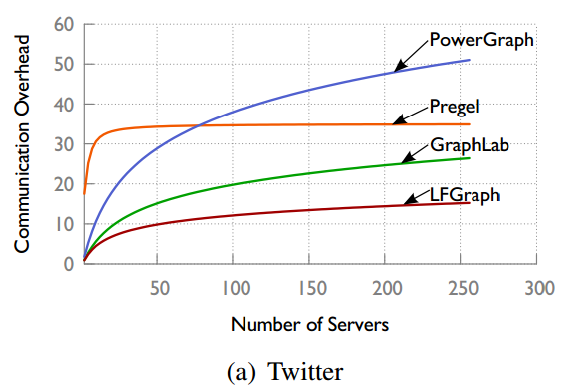 60
50
40
30
20
10
0
Communication Overhead
PowerGraph
Pregel
GraphLab
LFGraph
50 100 150 200 250 300
Number of Servers
(a) Twitter